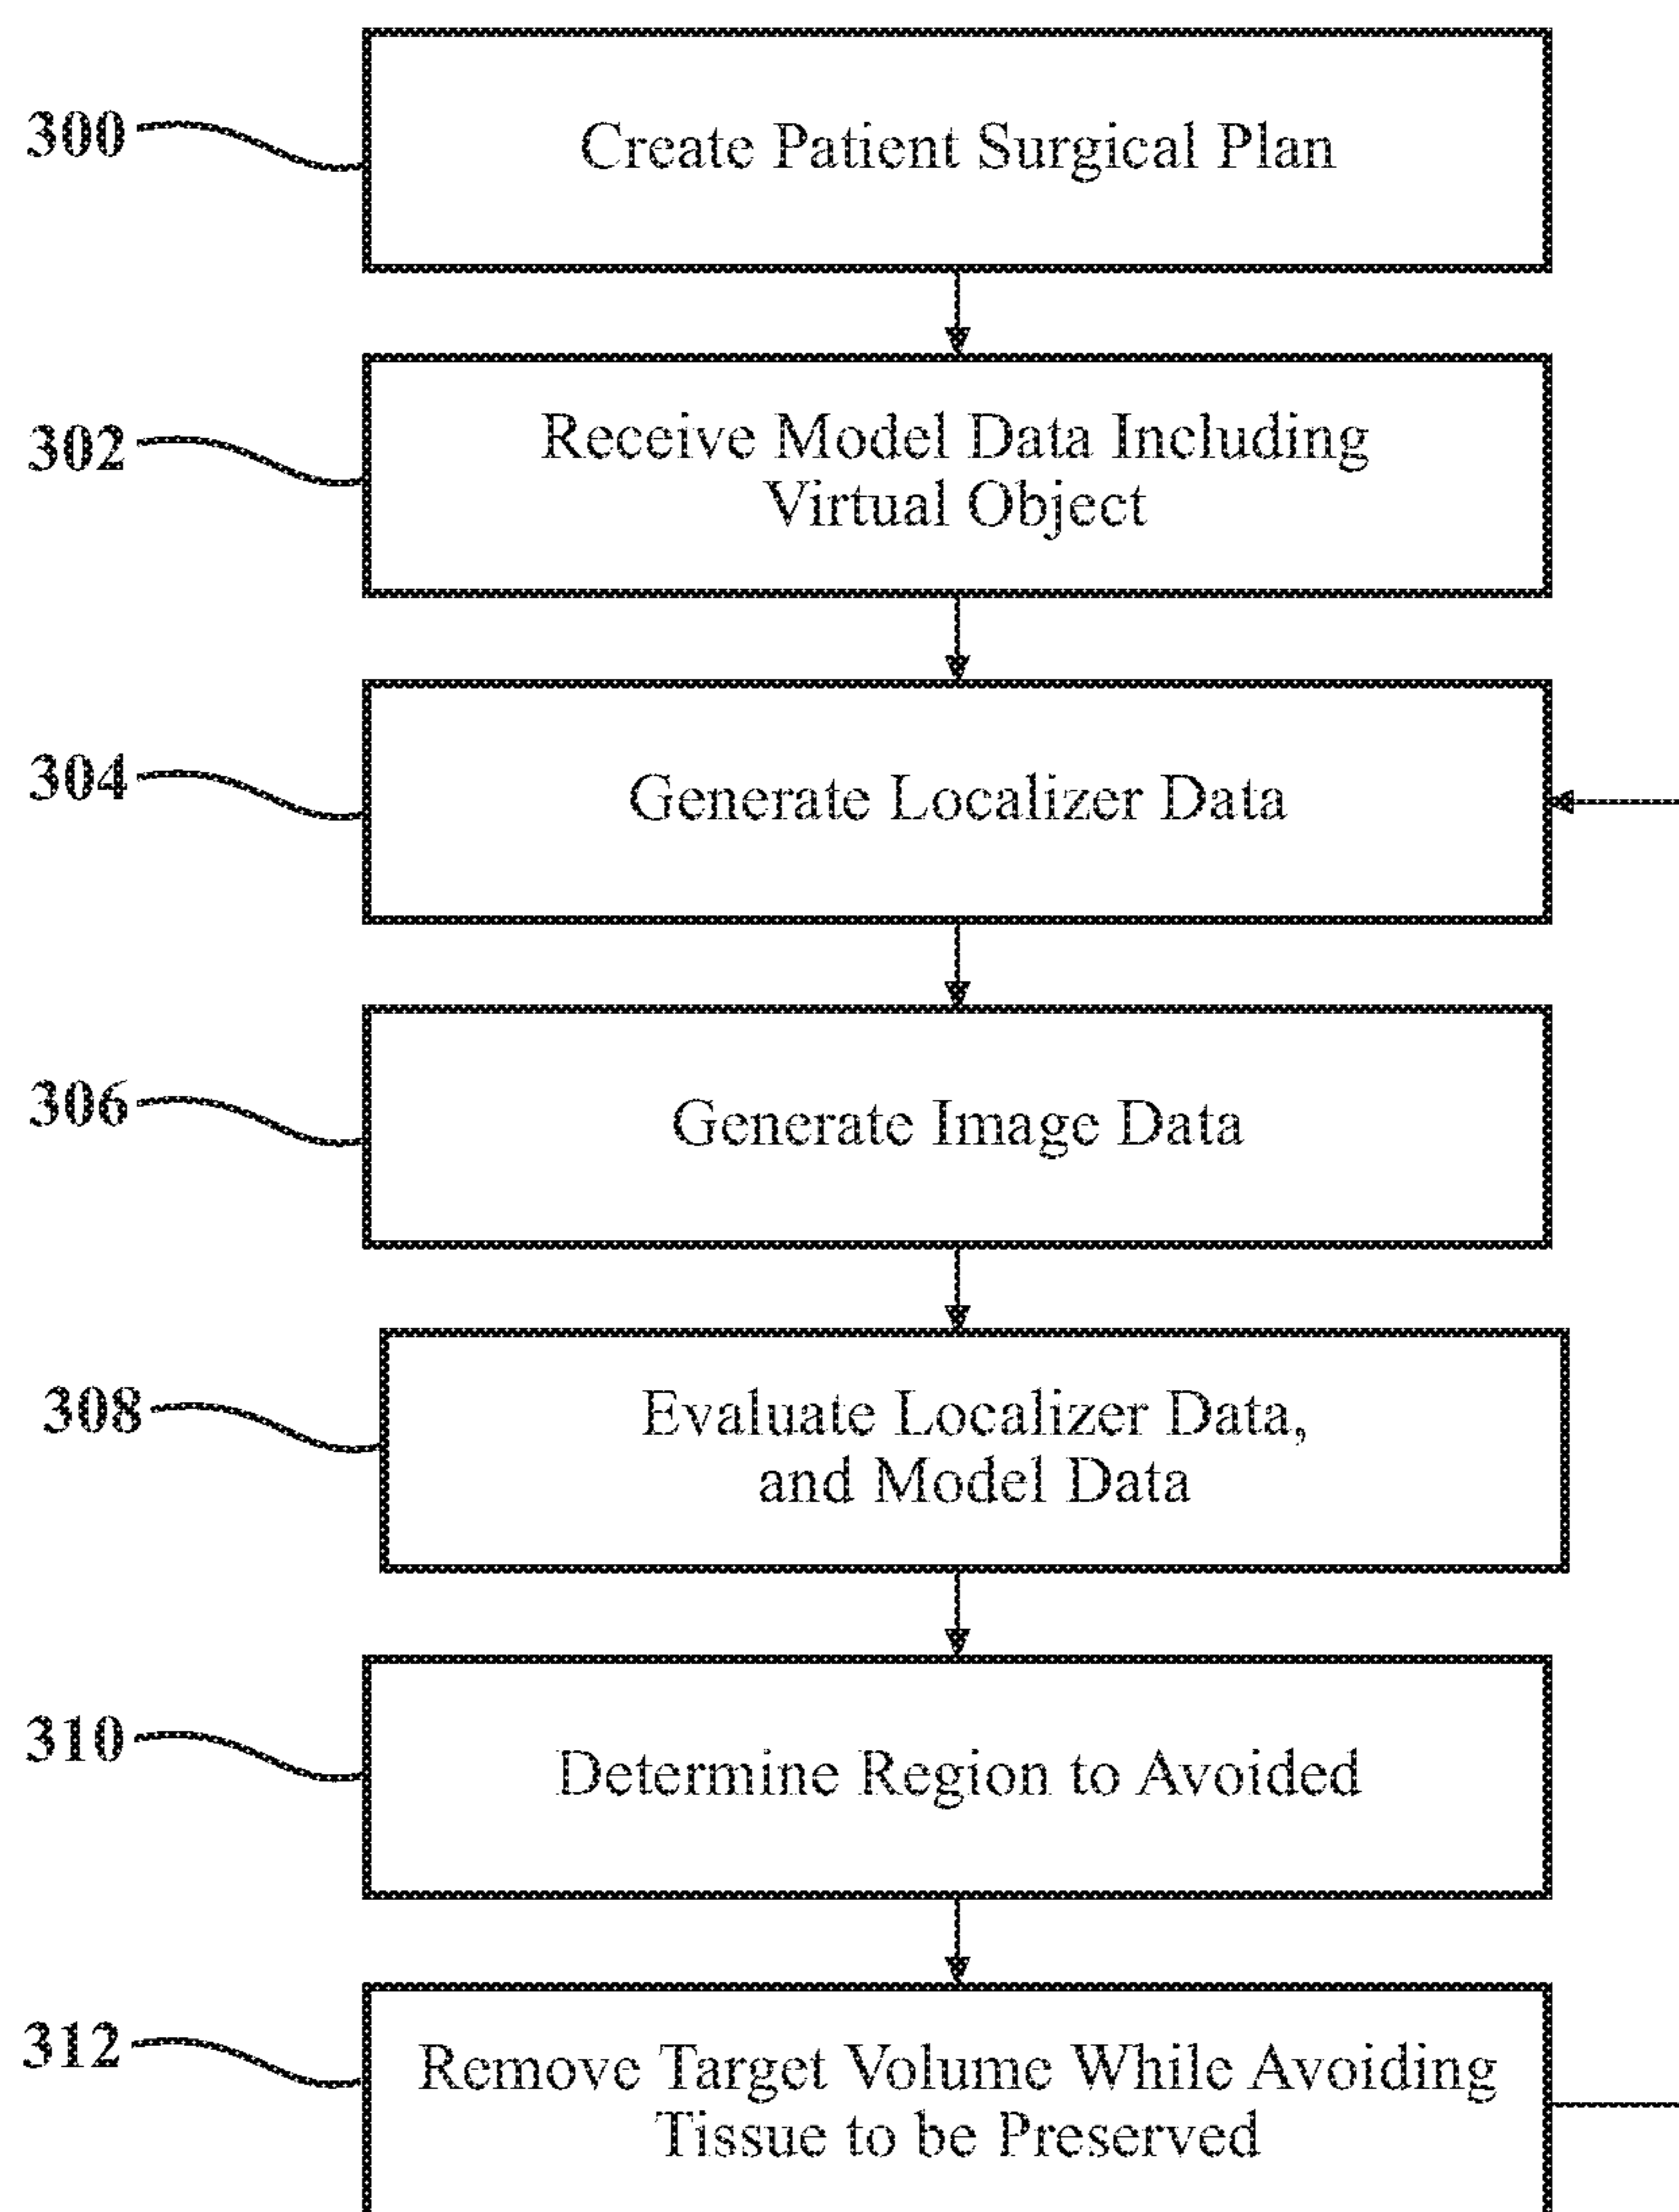 300
Create Patient Surgical Plan
302
Receive Model Data Including
Virtual Object
304
Generate Localizer Data
306
Generate Image Data
308
Evaluate Localizer Data,
and Model Data
310
Determine Region to Avoided
312
Remove Target Volume While Avoiding
Tissue to be Preserved